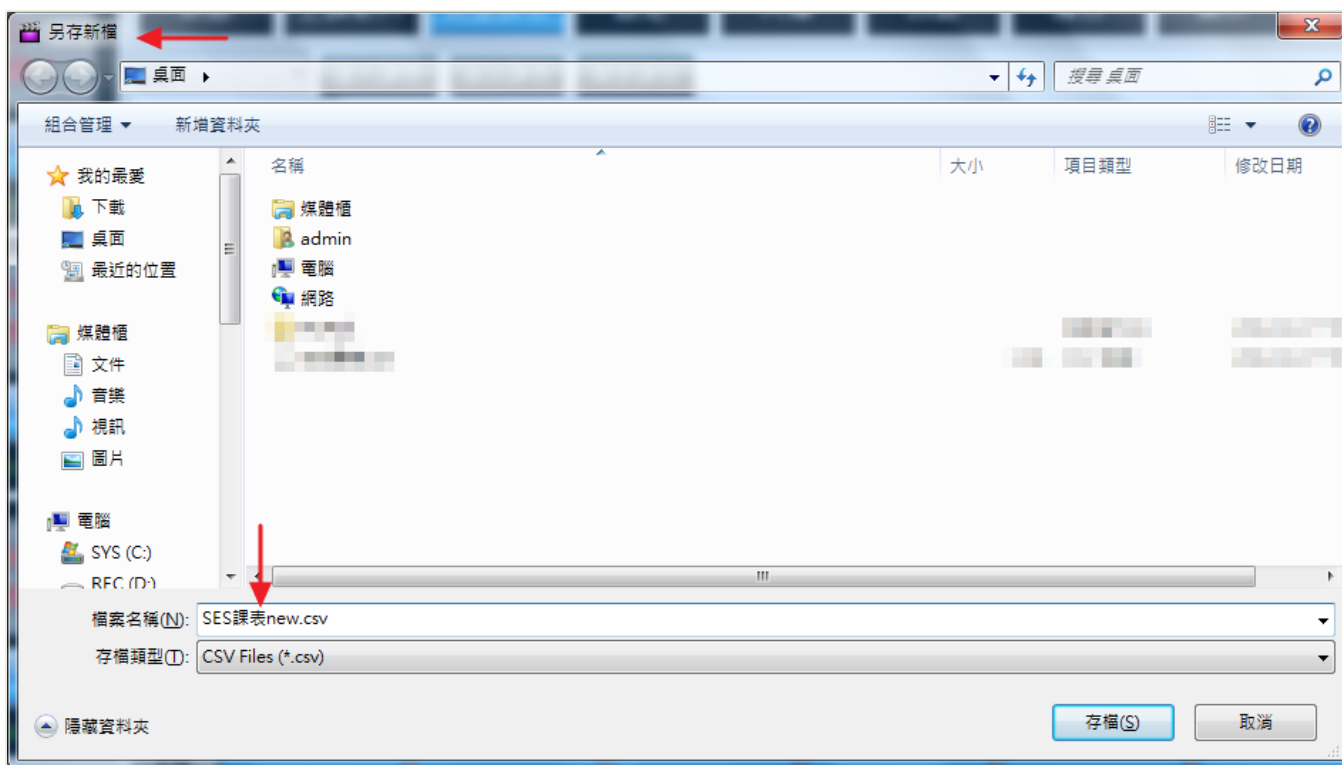 另存新檔
桌面
搜尋 桌面
組合管理
新增資料夾
名稱
大小
項目類型
修改日期
我的最愛
下載
桌面
最近的位置
媒體櫃
文件
音樂
視訊
圖片
電腦
SYS (C:)
REC (D:)
媒體櫃
admin
電腦
網路
檔案名稱(N): SES課表new.csv
存檔類型(T): CSV Files (*.csv)
隱藏資料夾
存檔(S)
取消